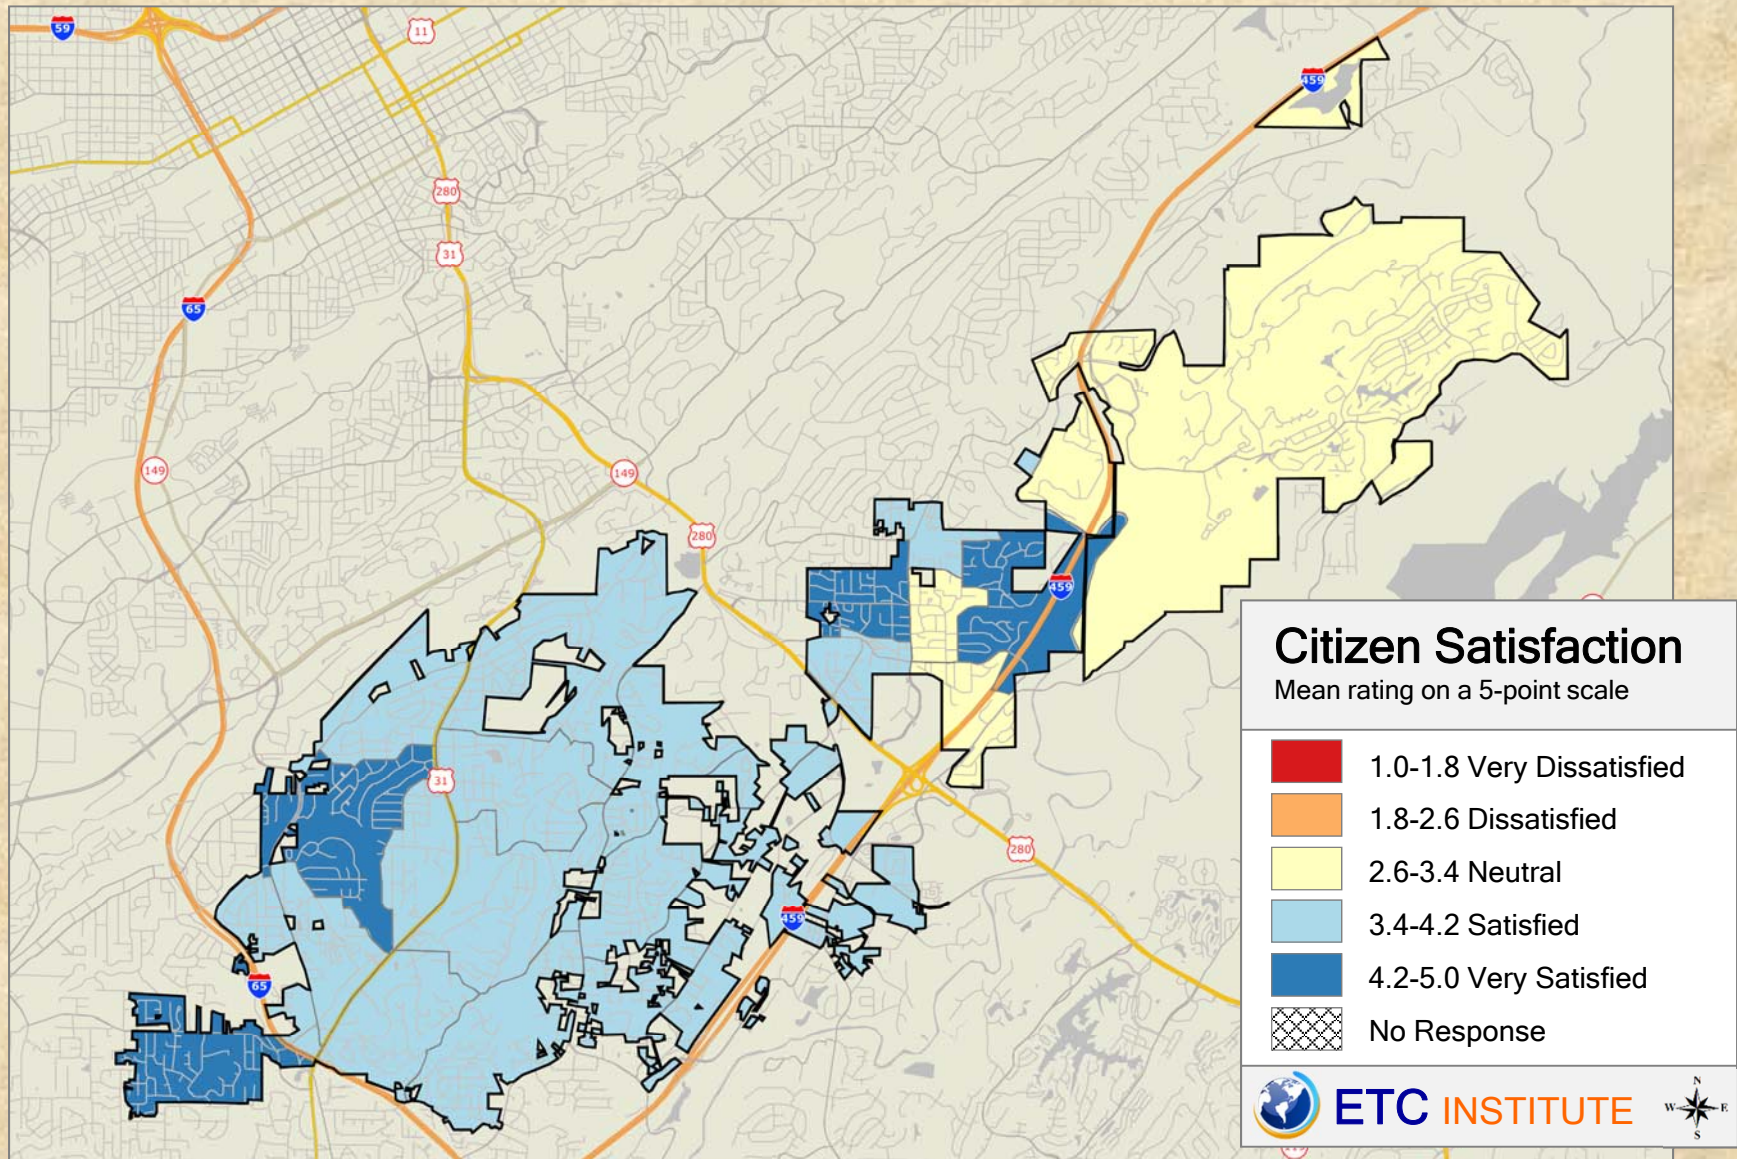 59
11
459
280
31
65
149
149
280
459
31
280
459
65
Citizen Satisfaction
Mean rating on a 5-point scale
1.0-1.8 Very Dissatisfied
1.8-2.6 Dissatisfied
2.6-3.4 Neutral
3.4-4.2 Satisfied
4.2-5.0 Very Satisfied
No Response
ETC INSTITUTE
N
W E
S